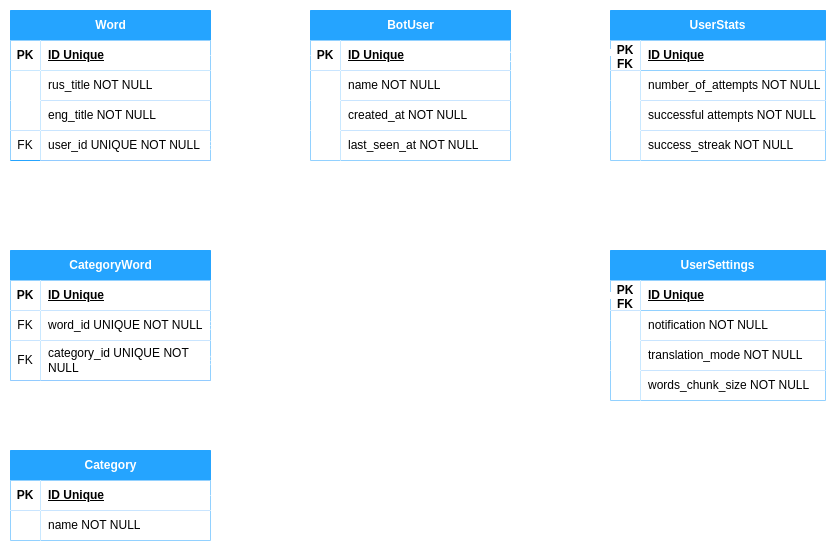 Word
PK ID Unique
rus_title NOT NULL
eng_title NOT NULL
FK user_id UNIQUE NOT NULL
BotUser
PK ID Unique
name NOT NULL
created_at NOT NULL
last_seen_at NOT NULL
UserStats
PK
FK ID Unique
number_of_attempts NOT NULL
successful attempts NOT NULL
success_streak NOT NULL
CategoryWord
PK ID Unique
FK word_id UNIQUE NOT NULL
FK category_id UNIQUE NOT
NULL
UserSettings
PK
FK ID Unique
notification NOT NULL
translation_mode NOT NULL
words_chunk_size NOT NULL
Category
PK ID Unique
name NOT NULL